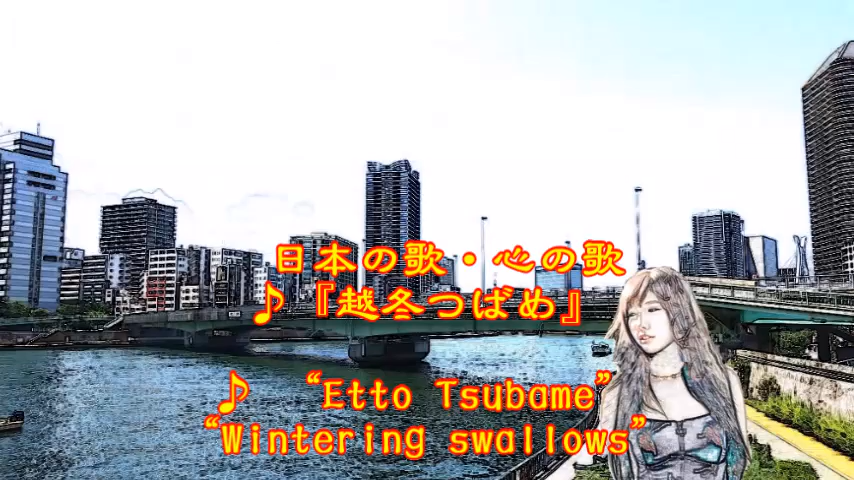 日本の歌・心の歌
♪『越冬つばめ』
♪ “Etto Tsubame”
“Wintering swallows”